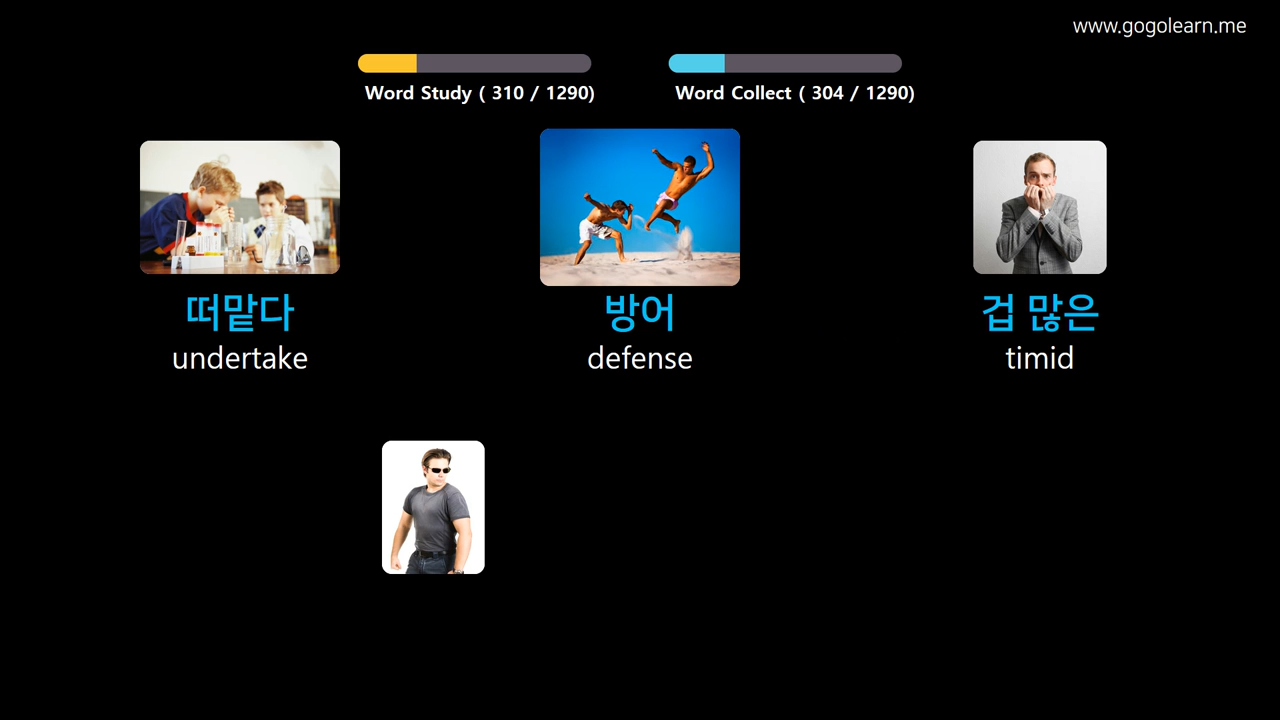 www.gogolearn.me
Word Study ( 310 / 1290)
Word Collect ( 304 / 1290)
떠맡다
undertake
방어
defense
겁 많은
timid